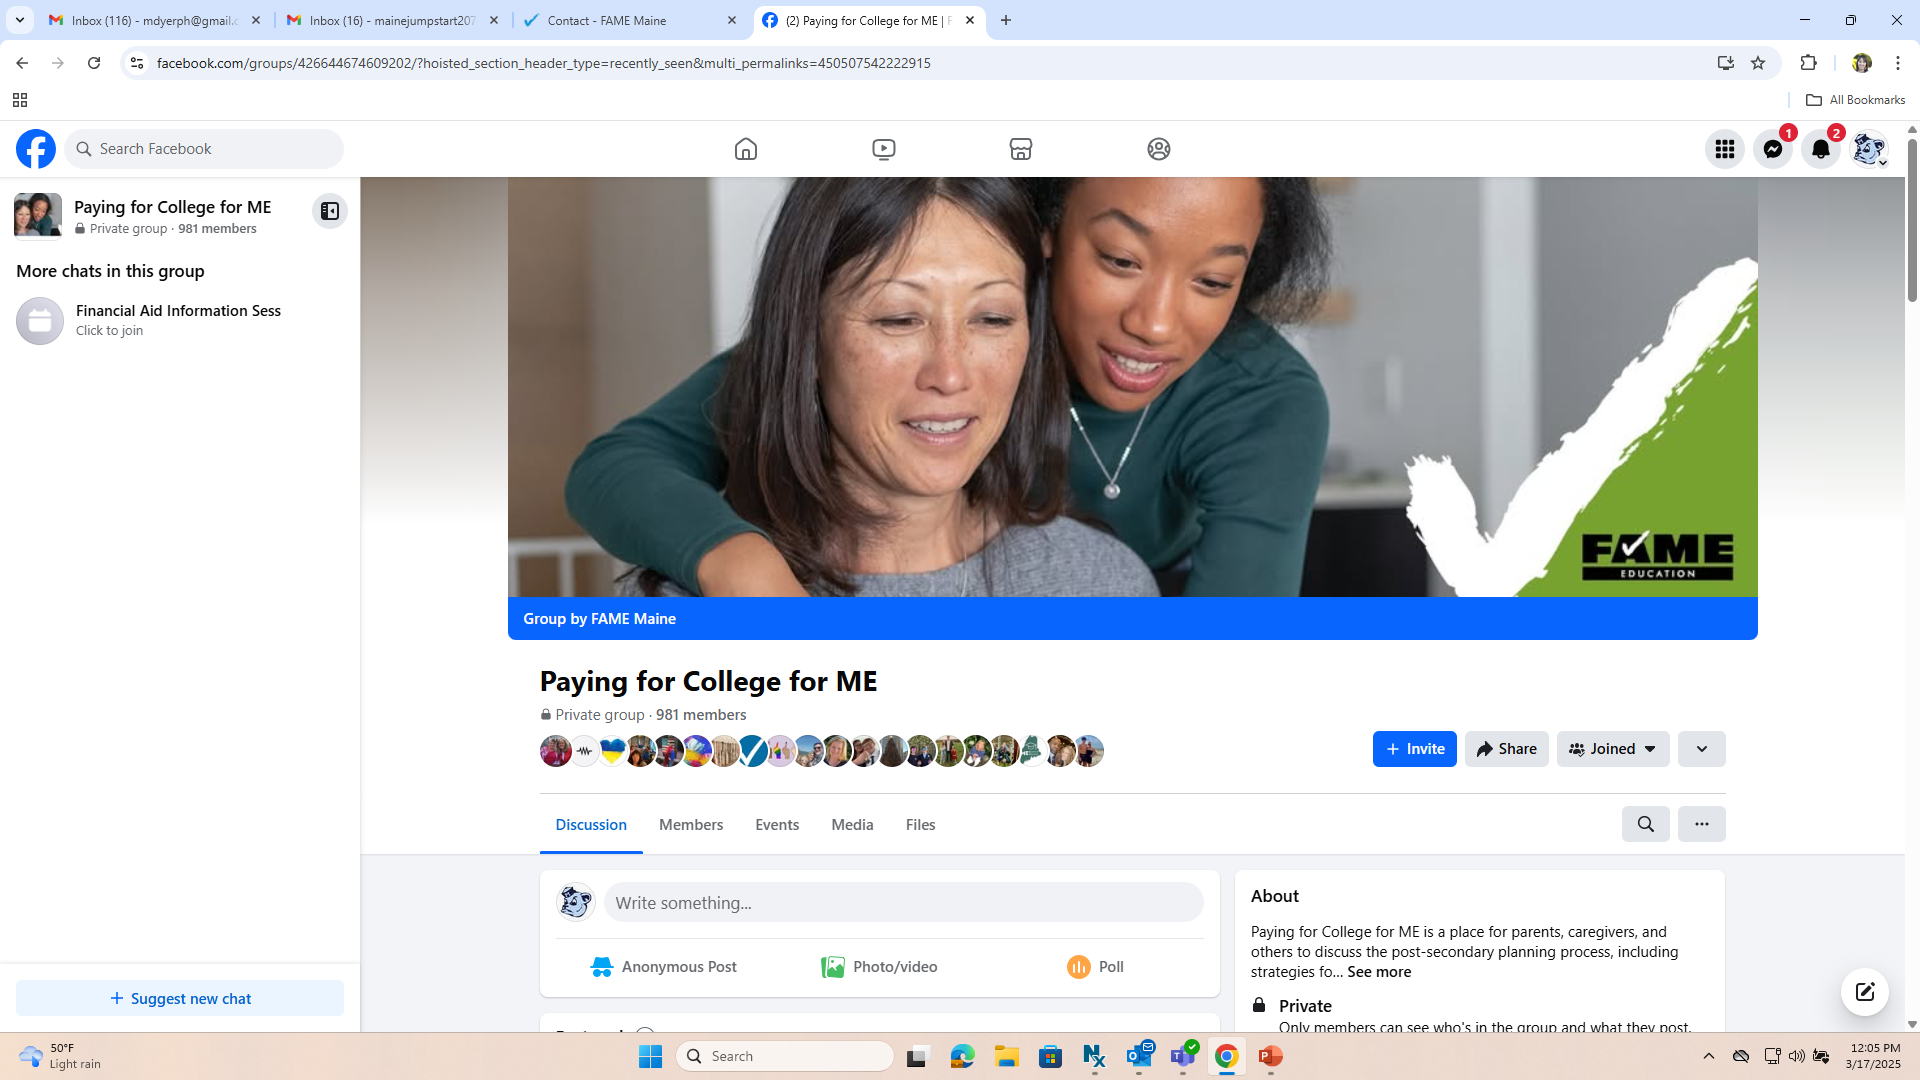 Inbox (116) - mdyerph@gmail.c
Inbox (16) - mainejumpstart207
Contact - FAME Maine
(2) Paying for College for ME | F
facebook.com/groups/426644674609202/?hoisted_section_header_type=recently_seen&multi_permalinks=450507542222915
All Bookmarks
Search Facebook
1
2
Paying for College for ME
Private group · 981 members
More chats in this group
Financial Aid Information Sess
Click to join
FAME
EDUCATION
Group by FAME Maine
Paying for College for ME
Private group · 981 members
+ Invite
Share
Joined
Discussion
Members
Events
Media
Files
Write something...
Anonymous Post
Photo/video
Poll
About
Paying for College for ME is a place for parents, caregivers, and
others to discuss the post-secondary planning process, including
strategies fo... See more
Private
Only members can see who's in the group and what they post.
+ Suggest new chat
50°F
Light rain
Search
12:05 PM
3/17/2025